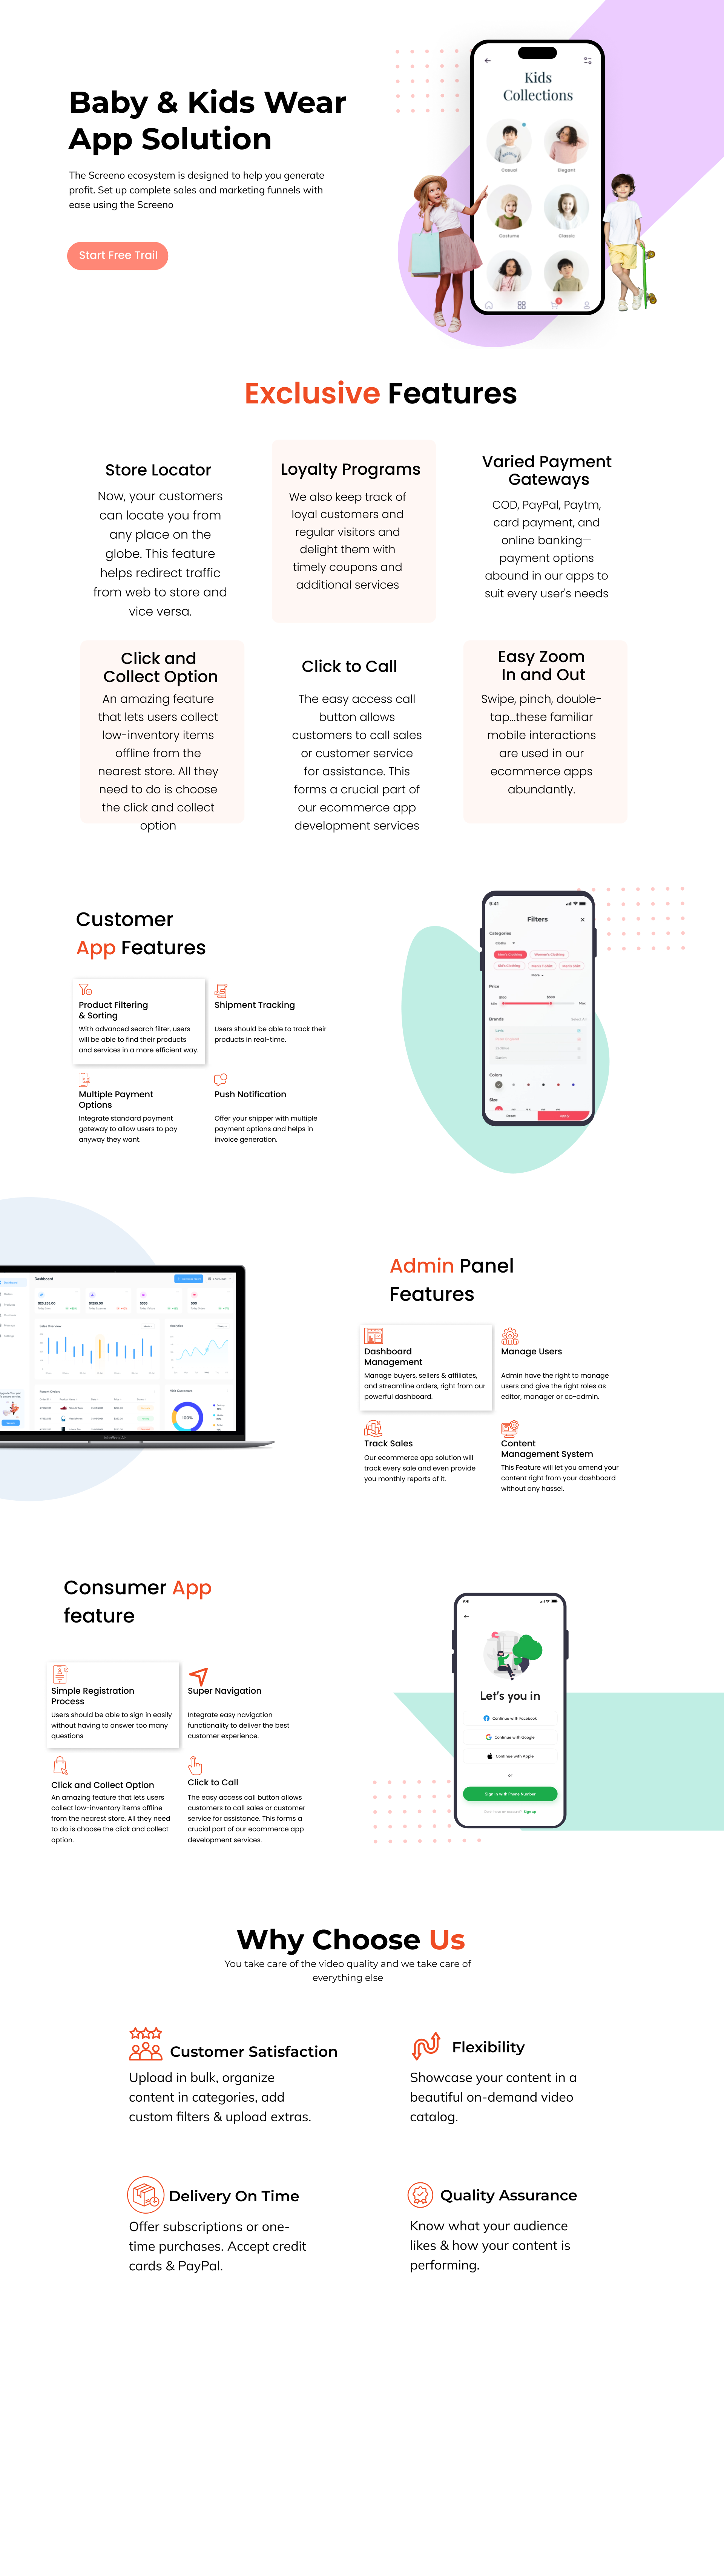 Baby & Kids Wear
App Solution
The Screeno ecosystem is designed to help you generate
profit. Set up complete sales and marketing funnels with
ease using the Screeno
Start Free Trail
Kids
Collections
Casual
Elegant
Costume
Classic
Exclusive Features
Store Locator
Now, your customers
can locate you from
any place on the
globe. This feature
helps redirect traffic
from web to store and
vice versa.
Loyalty Programs
We also keep track of
loyal customers and
regular visitors and
delight them with
timely coupons and
additional services
Varied Payment
Gateways
COD, PayPal, Paytm,
card payment, and
online banking—
payment options
abound in our apps to
suit every user's needs
Click and
Collect Option
An amazing feature
that lets users collect
low-inventory items
offline from the
nearest store. All they
need to do is choose
the click and collect
option
Click to Call
The easy access call
button allows
customers to call sales
or customer service
for assistance. This
forms a crucial part of
our ecommerce app
development services
Easy Zoom
In and Out
Swipe, pinch, double-
tap...these familiar
mobile interactions
are used in our
ecommerce apps
abundantly.
Customer
App Features
Product Filtering
& Sorting
With advanced search filter, users
will be able to find their products
and services in a more efficient way.
Shipment Tracking
Users should be able to track their
products in real-time.
Multiple Payment
Options
Integrate standard payment
gateway to allow users to pay
anyway they want.
Push Notification
Offer your shipper with multiple
payment options and helps in
invoice generation.
9:41
Filters
Categories
Price
Brands
Colors
Size
Admin Panel
Features
Dashboard
Management
Manage buyers, sellers & affiliates,
and streamline orders, right from our
powerful dashboard.
Manage Users
Admin have the right to manage
users and give the right roles as
editor, manager or co-admin.
Track Sales
Our ecommerce app solution will
track every sale and even provide
you monthly reports of it.
Content
Management System
This Feature will let you amend your
content right from your dashboard
without any hassel.
Dashboard
100%
Consumer App
feature
Simple Registration
Process
Users should be able to sign in easily
without having to answer too many
questions
Super Navigation
Integrate easy navigation
functionality to deliver the best
customer experience.
Click and Collect Option
An amazing feature that lets users
collect low-inventory items offline
from the nearest store. All they need
to do is choose the click and collect
option.
Click to Call
The easy access call button allows
customers to call sales or customer
service for assistance. This forms a
crucial part of our ecommerce app
development services.
9:41
Let's you in
Continue with Facebook
Continue with Google
Continue with Apple
or
Sign in with Phone Number
Sign up
Why Choose Us
You take care of the video quality and we take care of
everything else
Customer Satisfaction
Upload in bulk, organize
content in categories, add
custom filters & upload extras.
Flexibility
Showcase your content in a
beautiful on-demand video
catalog.
Delivery On Time
Offer subscriptions or one-
time purchases. Accept credit
cards & PayPal.
Quality Assurance
Know what your audience
likes & how your content is
performing.